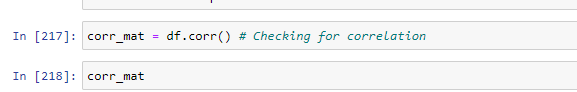 In [217]: corr_mat = df.corr() # Checking for correlation
In [218]: corr_mat